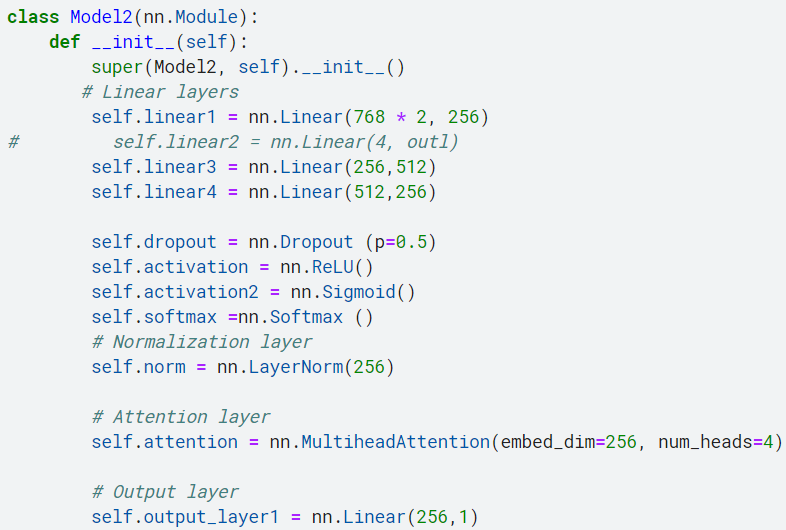 class Model2(nn.Module):
    def __init__(self):
        super(Model2, self).__init__()
       # Linear layers
        self.linear1 = nn.Linear(768 * 2, 256)
#         self.linear2 = nn.Linear(4, outl)
        self.linear3 = nn.Linear(256,512)
        self.linear4 = nn.Linear(512,256)

        self.dropout = nn.Dropout (p=0.5)
        self.activation = nn.ReLU()
        self.activation2 = nn.Sigmoid()
        self.softmax =nn.Softmax ()
        # Normalization layer
        self.norm = nn.LayerNorm(256)

        # Attention layer
        self.attention = nn.MultiheadAttention(embed_dim=256, num_heads=4)

        # Output layer
        self.output_layer1 = nn.Linear(256,1)